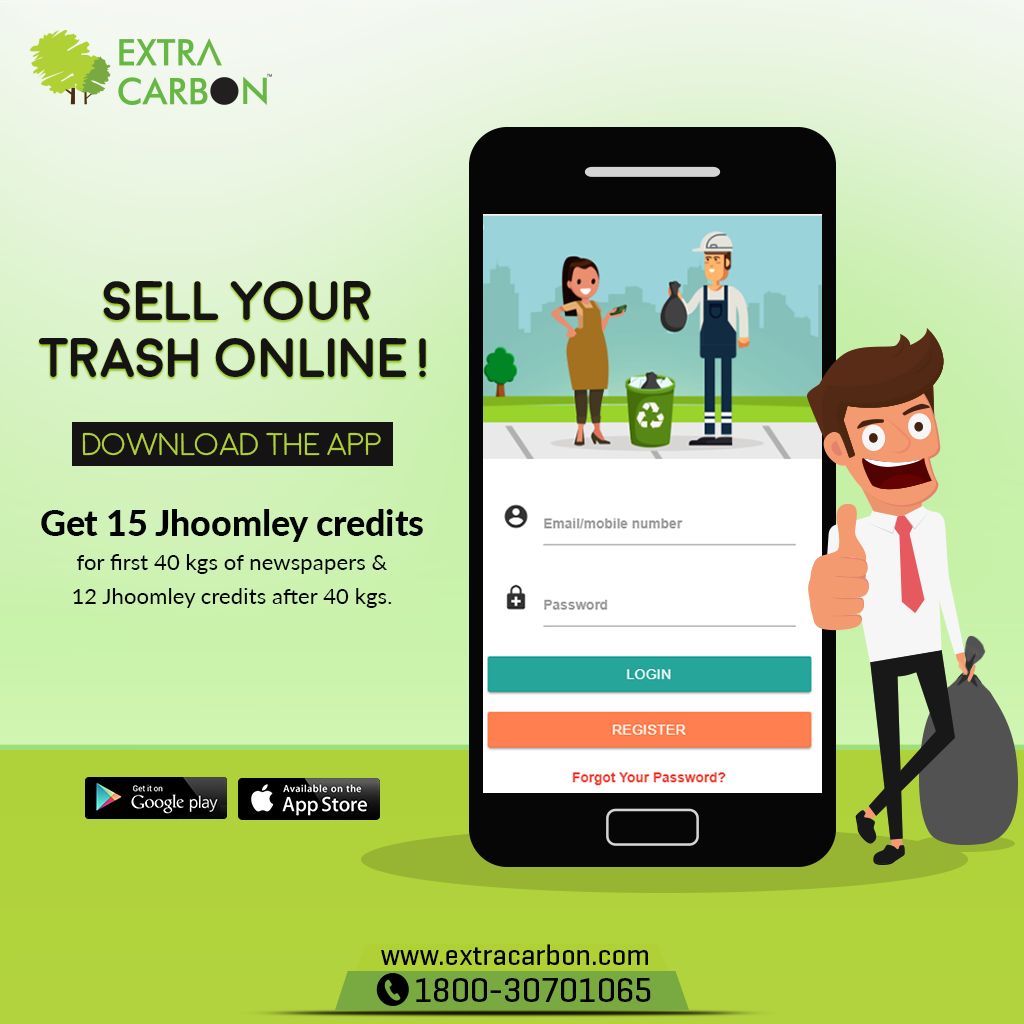 EXTRA
CARBON™
SELL YOUR
TRASH ONLINE!
DOWNLOAD THE APP
Get 15 Jhoomley credits
for first 40 kgs of newspapers &
12 Jhoomley credits after 40 kgs.
Email/mobile number
Password
LOGIN
REGISTER
Forgot Your Password?
Get it on
Google play
Available on the
App Store
www.extracarbon.com
1800-30701065